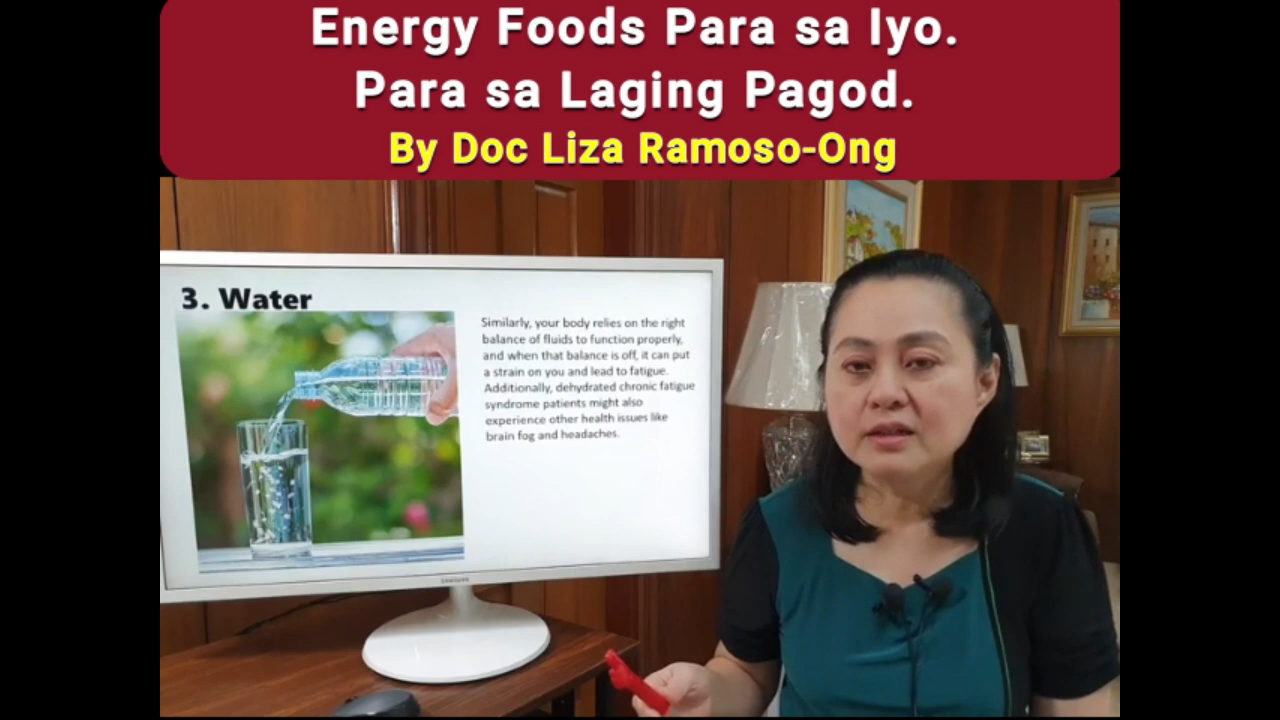 Energy Foods Para sa Iyo.
Para sa Laging Pagod.
By Doc Liza Ramoso-Ong
3. Water
Similarly, your body relies on the right
balance of fluids to function properly,
and when that balance is off, it can put
a strain on you and lead to fatigue.
Additionally, dehydrated chronic fatigue
syndrome patients might also
experience other health issues like
brain fog and headaches.
SAMSUNG